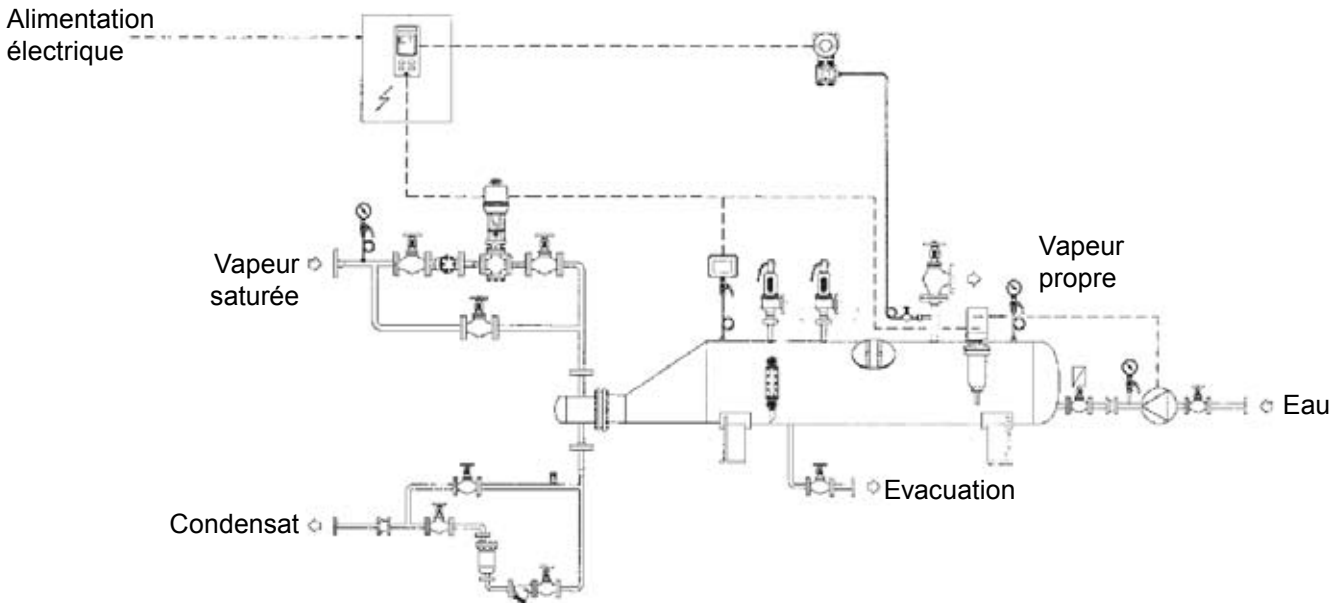 Alimentation
électrique
Vapeur
saturée
Vapeur
propre
Eau
Evacuation
Condensat